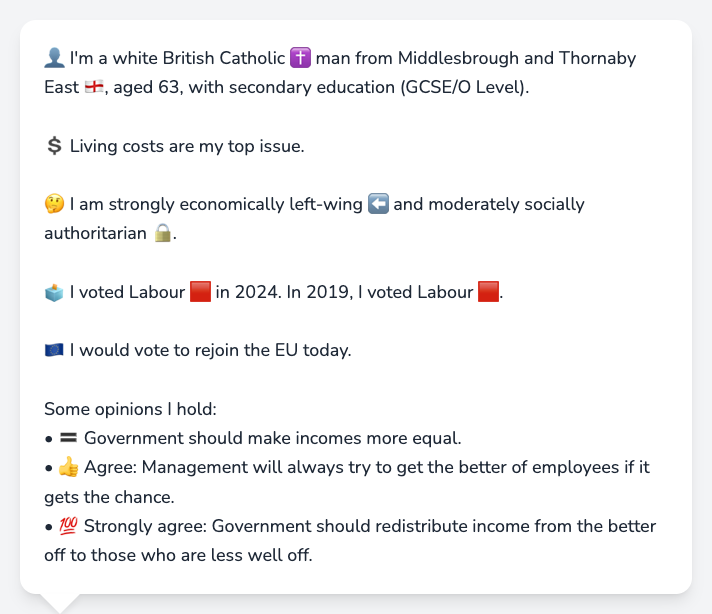 👤 I'm a white British Catholic ✝️ man from Middlesbrough and Thornaby
East 🏴󠁧󠁢󠁥󠁮󠁧󠁿, aged 63, with secondary education (GCSE/O Level).
💲 Living costs are my top issue.
🤔 I am strongly economically left-wing ⬅️ and moderately socially
authoritarian 🔒.
🗳️ I voted Labour 🟥 in 2024. In 2019, I voted Labour 🟥.
🇪🇺 I would vote to rejoin the EU today.
Some opinions I hold:
• 🟰 Government should make incomes more equal.
• 👍 Agree: Management will always try to get the better of employees if it
gets the chance.
• 💯 Strongly agree: Government should redistribute income from the better
off to those who are less well off.